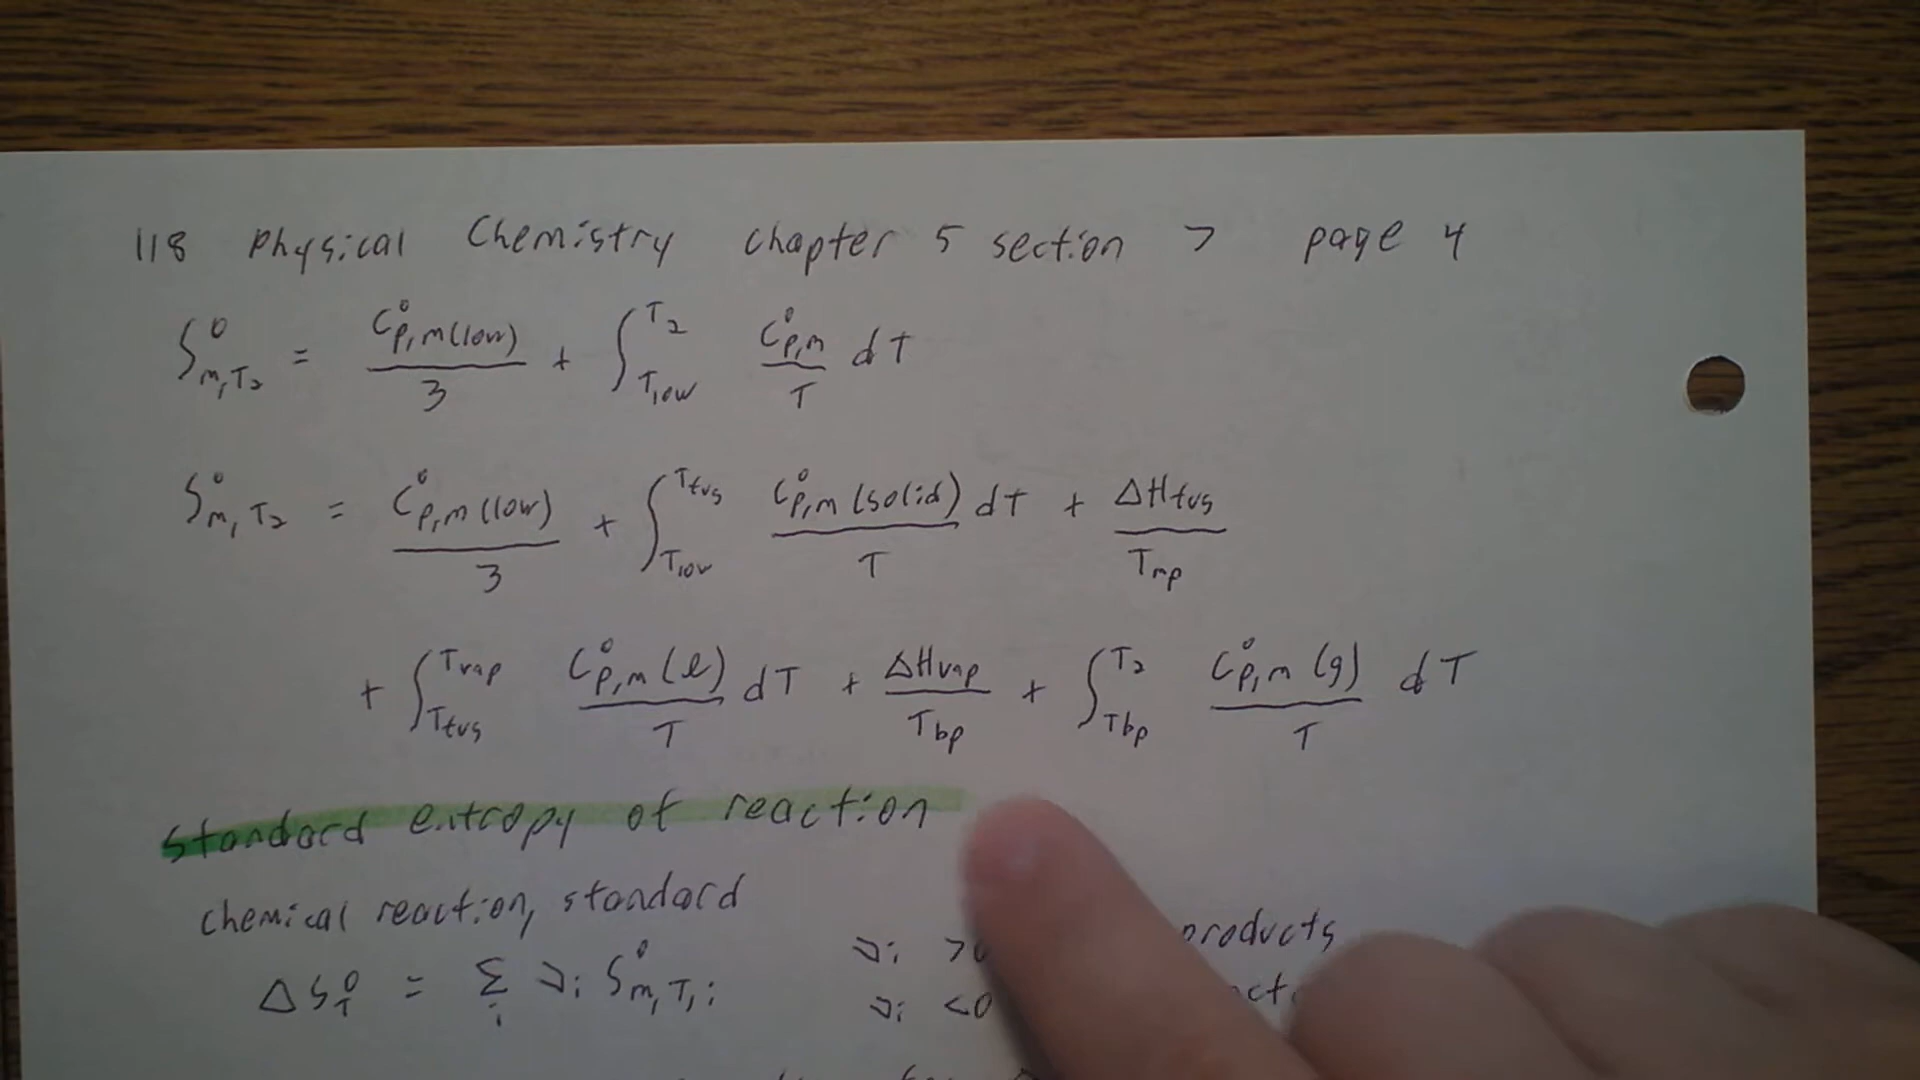 118 Physical Chemistry chapter 5 section 7 page 4
S°m,T2 = C°p,m(low)/3 + ∫Tlow^T2 C°p,m/T dT
S°m,T2 = C°p,m(low)/3 + ∫Tlow^Tfus C°p,m(solid)/T dT + ΔHfus/Tmp
+ ∫Tfus^Tvap C°p,m(l)/T dT + ΔHvap/Tbp + ∫Tbp^T2 C°p,m(g)/T dT
standard entropy of reaction
chemical reaction, standard
νi >0 products
ΔS°T = Σi νi S°m,T,i
νi <0